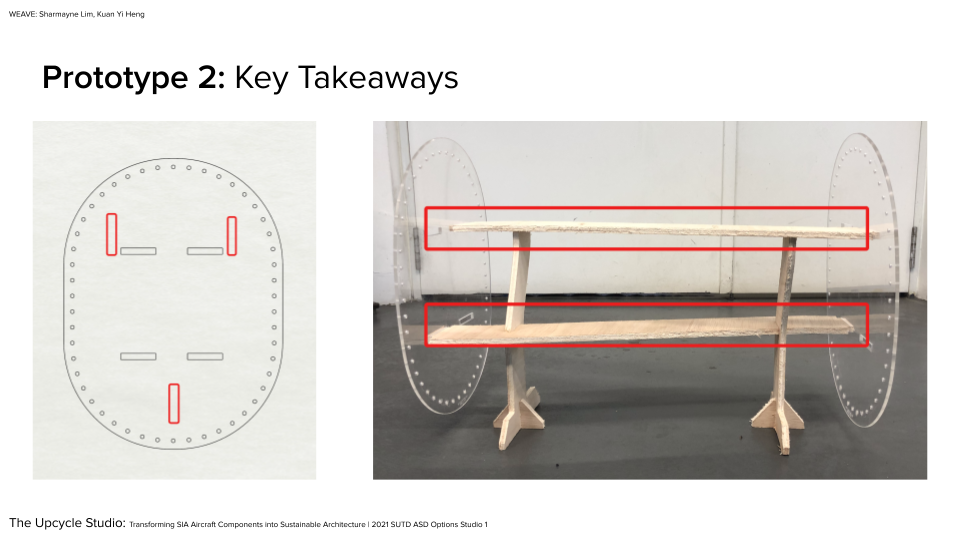 WEAVE: Sharmayne Lim, Kuan Yi Heng
Prototype 2: Key Takeaways
The Upcycle Studio: Transforming SIA Aircraft Components into Sustainable Architecture | 2021 SUTD ASD Options Studio 1